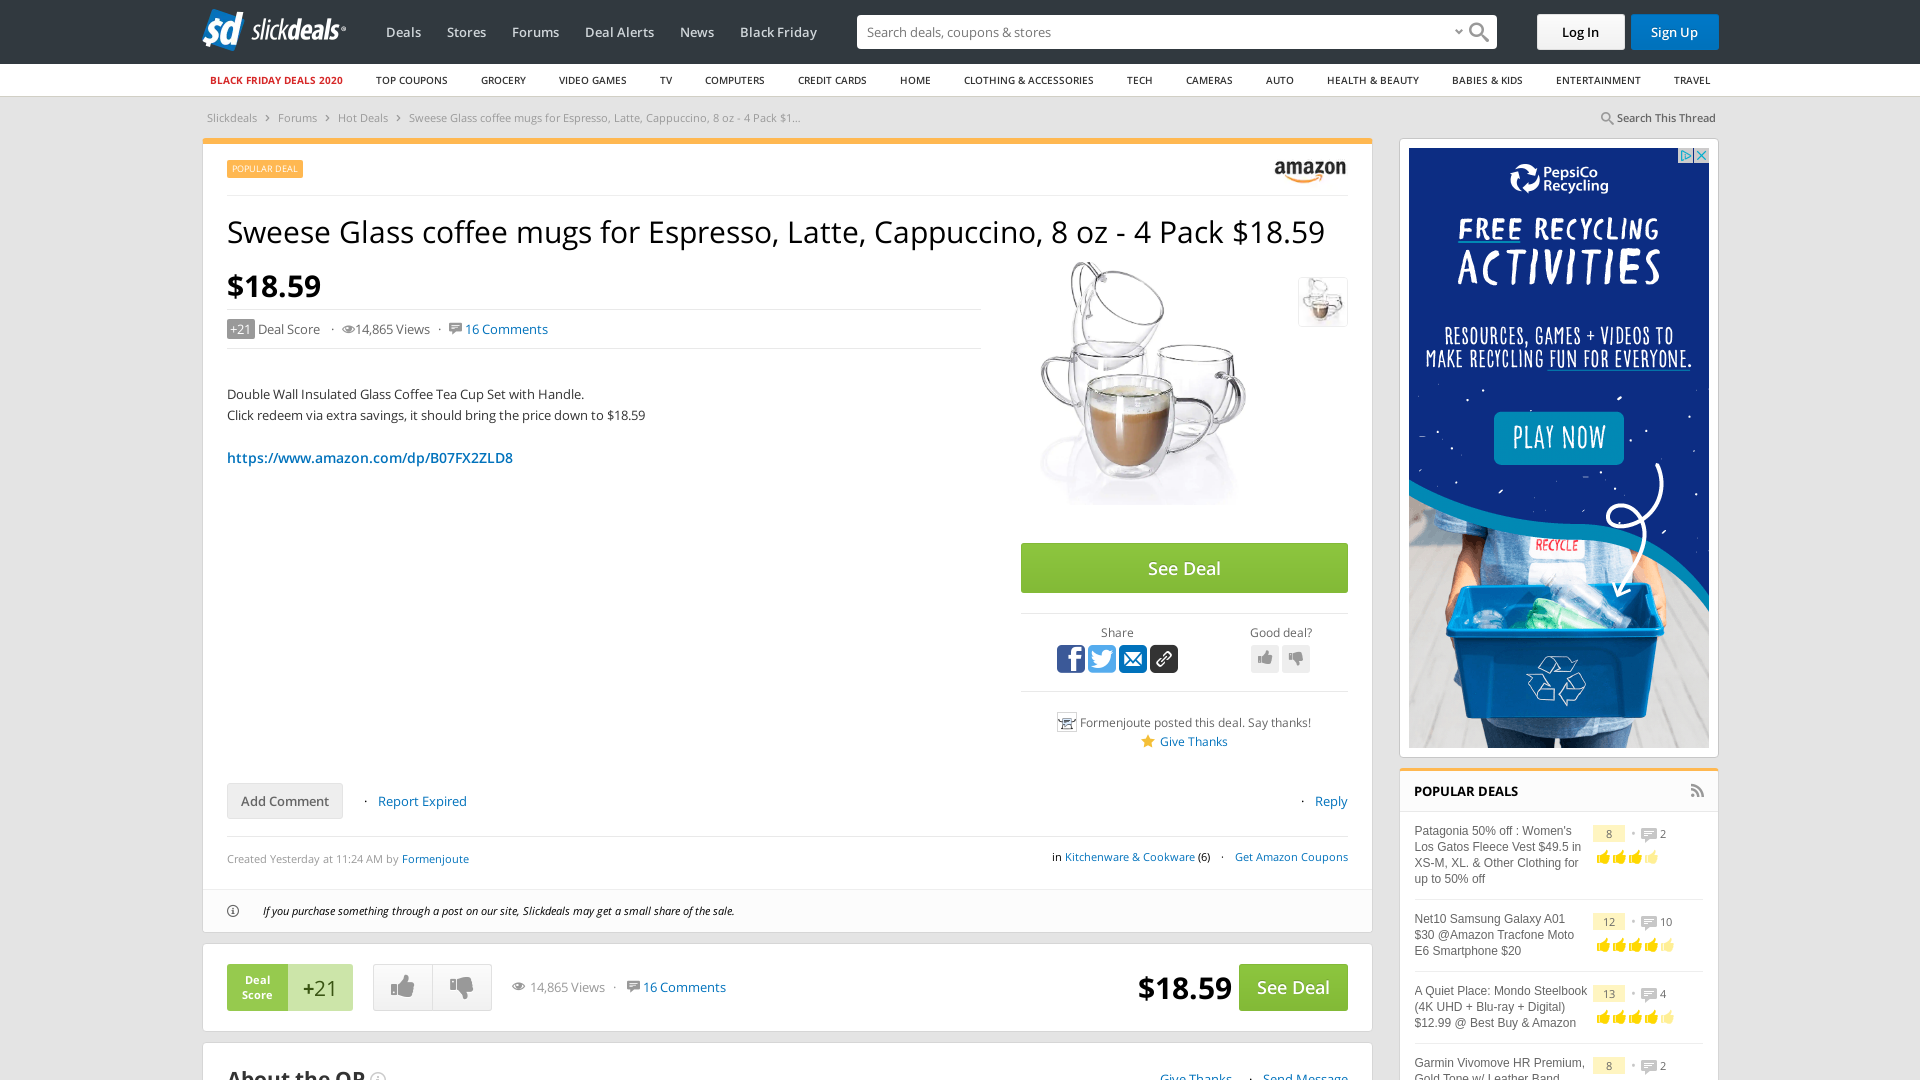 slickdeals
Deals
Stores
Forums
Deal Alerts
News
Black Friday
Search deals, coupons & stores
Log In
Sign Up
BLACK FRIDAY DEALS 2020
TOP COUPONS
GROCERY
VIDEO GAMES
TV
COMPUTERS
CREDIT CARDS
HOME
CLOTHING & ACCESSORIES
TECH
CAMERAS
AUTO
HEALTH & BEAUTY
BABIES & KIDS
ENTERTAINMENT
TRAVEL
Slickdeals › Forums › Hot Deals › Sweese Glass coffee mugs for Espresso, Latte, Cappuccino, 8 oz - 4 Pack $1...
Search This Thread
POPULAR DEAL
amazon
Sweese Glass coffee mugs for Espresso, Latte, Cappuccino, 8 oz - 4 Pack $18.59
$18.59
+21 Deal Score · 14,865 Views · 16 Comments
Double Wall Insulated Glass Coffee Tea Cup Set with Handle.
Click redeem via extra savings, it should bring the price down to $18.59
https://www.amazon.com/dp/B07FX2ZLD8
See Deal
Share
Good deal?
Formenjoute posted this deal. Say thanks!
Give Thanks
Add Comment
· Report Expired
· Reply
Created Yesterday at 11:24 AM by Formenjoute
in Kitchenware & Cookware (6) · Get Amazon Coupons
If you purchase something through a post on our site, Slickdeals may get a small share of the sale.
Deal
Score
+21
14,865 Views · 16 Comments
$18.59
See Deal
About the OP
Give Thanks · Send Message
PepsiCo
Recycling
FREE RECYCLING
ACTIVITIES
RESOURCES, GAMES + VIDEOS TO
MAKE RECYCLING FUN FOR EVERYONE.
PLAY NOW
RECYCLE
POPULAR DEALS
Patagonia 50% off : Women's
Los Gatos Fleece Vest $49.5 in
XS-M, XL. & Other Clothing for
up to 50% off
8 · 2
Net10 Samsung Galaxy A01
$30 @Amazon Tracfone Moto
E6 Smartphone $20
12 · 10
A Quiet Place: Mondo Steelbook
(4K UHD + Blu-ray + Digital)
$12.99 @ Best Buy & Amazon
13 · 4
Garmin Vivomove HR Premium,
Gold Tone w/ Leather Band
8 · 2